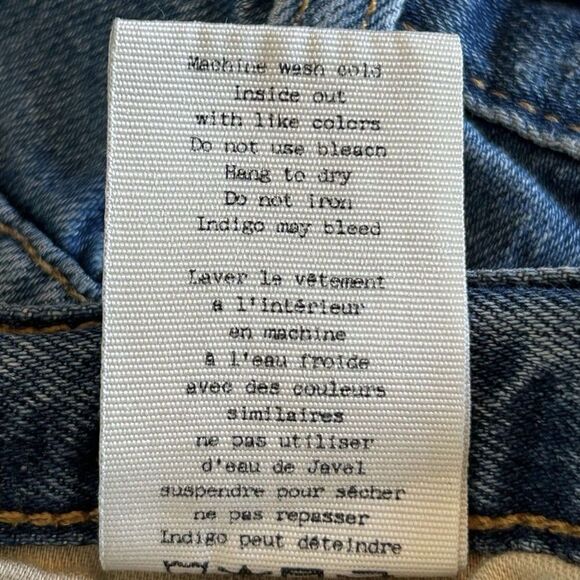 Machine wash cold
inside out
with like colors
Do not use bleach
Hang to dry
Do not iron
Indigo may bleed
Laver le vêtement
a l'intérieur
en machine
à l'eau froide
avec des couleurs
similaires
ne pas utiliser
d'eau de Javel
suspendre pour sécher
ne pas repasser
Indigo peut déteindre